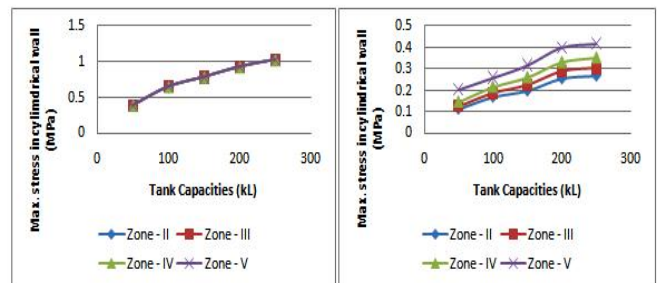 Max. stress incylimdrical wall
(MPa)
1.5
1
0.5
0
0
100
200
300
Tank Capacities (kL)
Zone - II
Zone - III
Zone - IV
Zone - V
Max. stress in cylindrical wall
(MPa)
0.5
0.4
0.3
0.2
0.1
0
0
100
200
300
Tank Capacities (kL)
Zone - II
Zone - III
Zone - IV
Zone - V